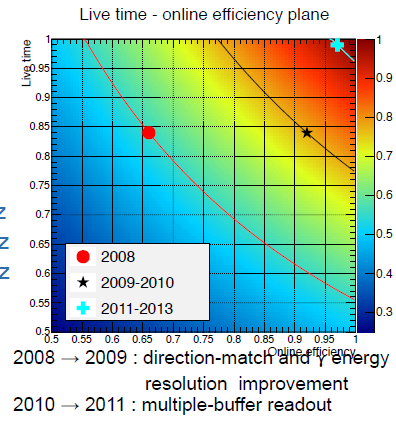 Live time - online efficiency plane
Live time
1
0.95
0.9
0.85
0.8
0.75
0.7
0.65
0.6
0.55
0.5
0.5 0.55 0.6 0.65 0.7 0.75 0.8 0.85 0.9 0.95 1
Online efficiency
1
0.9
0.8
0.7
0.6
0.5
0.4
0.3
z
z
z
2008
2009-2010
2011-2013
2008 → 2009 : direction-match and γ energy
resolution improvement
2010 → 2011 : multiple-buffer readout